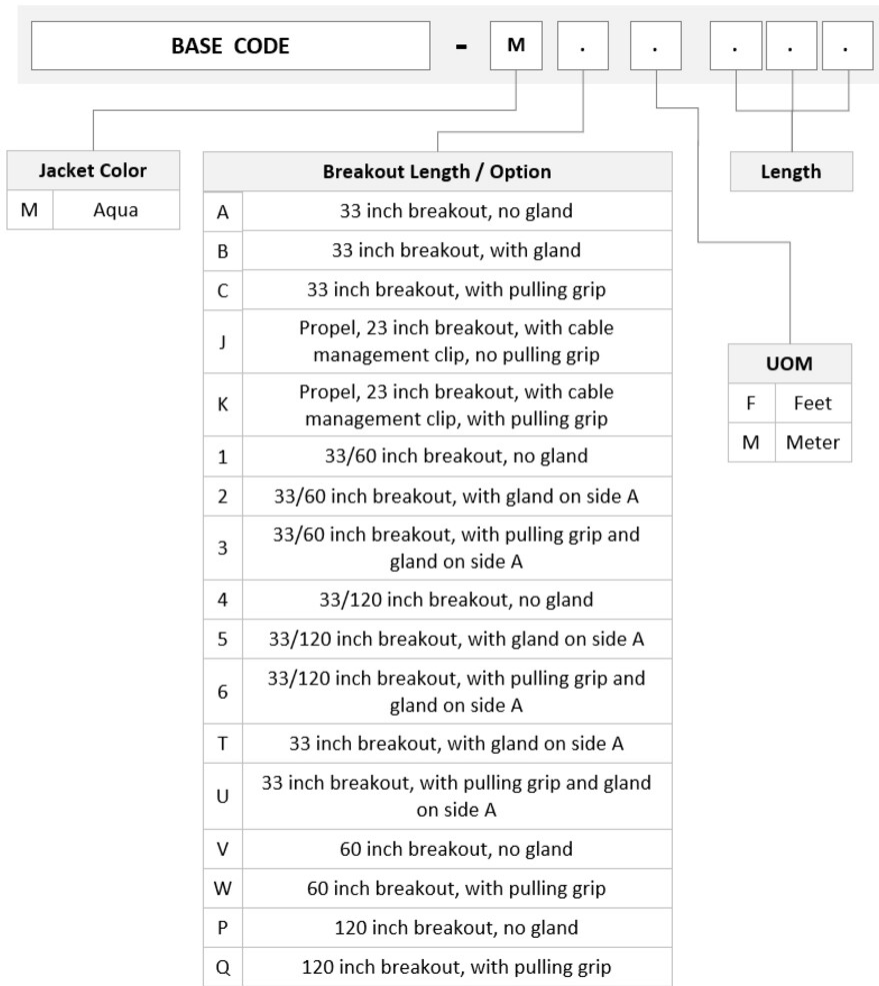 BASE CODE - M . . . . .
Jacket Color
M Aqua
Breakout Length / Option
A 33 inch breakout, no gland
B 33 inch breakout, with gland
C 33 inch breakout, with pulling grip
J Propel, 23 inch breakout, with cable
management clip, no pulling grip
K Propel, 23 inch breakout, with cable
management clip, with pulling grip
1 33/60 inch breakout, no gland
2 33/60 inch breakout, with gland on side A
3 33/60 inch breakout, with pulling grip and
gland on side A
4 33/120 inch breakout, no gland
5 33/120 inch breakout, with gland on side A
6 33/120 inch breakout, with pulling grip and
gland on side A
T 33 inch breakout, with gland on side A
U 33 inch breakout, with pulling grip and gland
on side A
V 60 inch breakout, no gland
W 60 inch breakout, with pulling grip
P 120 inch breakout, no gland
Q 120 inch breakout, with pulling grip
Length
UOM
F Feet
M Meter